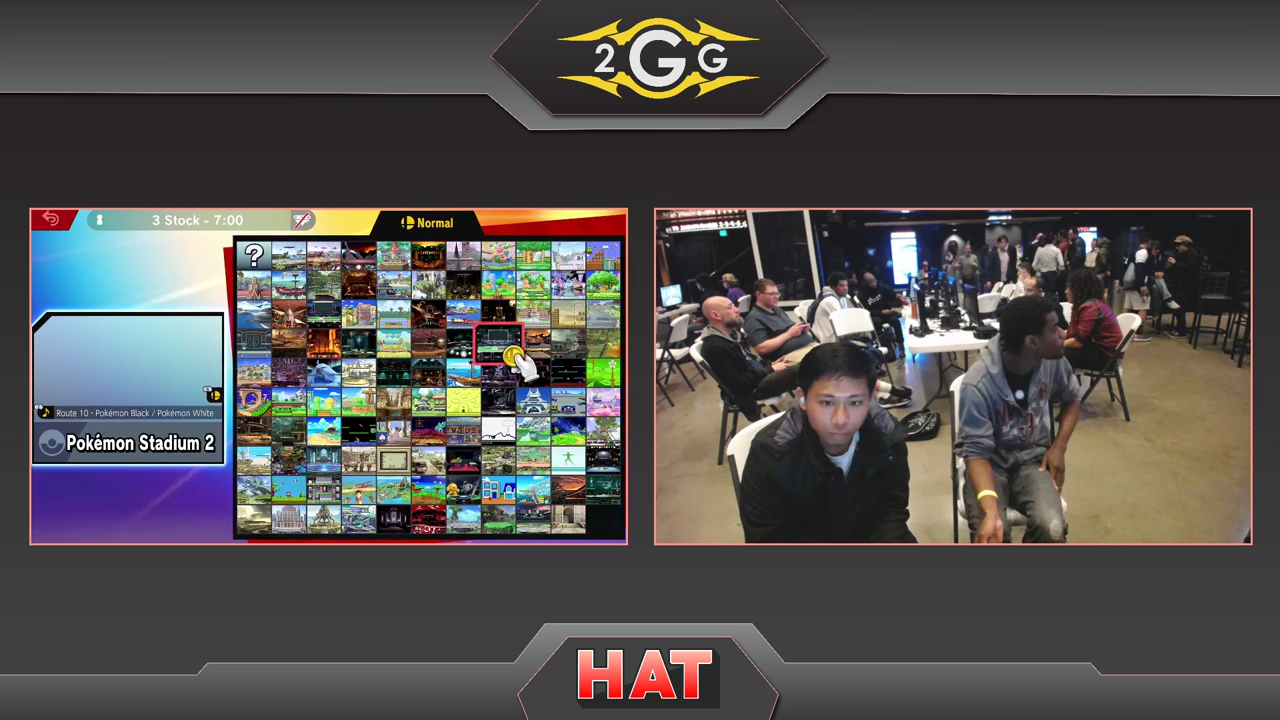 2GG
3 Stock - 7:00
Normal
?
Route 10 - Pokémon Black / Pokémon White
Pokémon Stadium 2
HAT